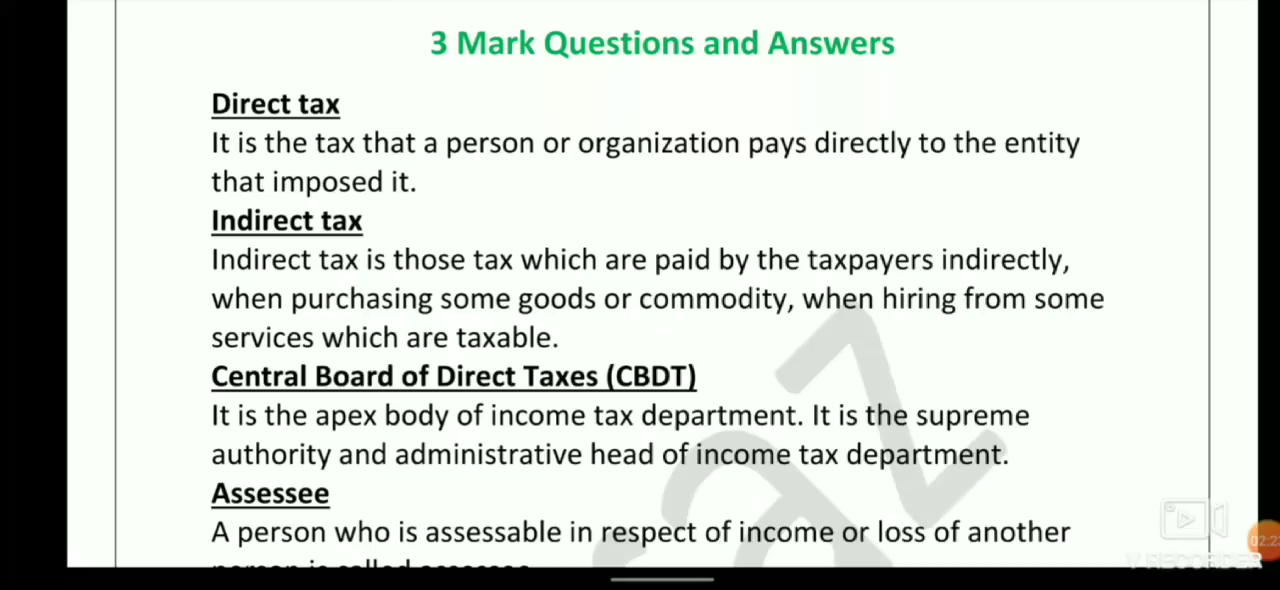 3 Mark Questions and Answers
Direct tax
It is the tax that a person or organization pays directly to the entity
that imposed it.
Indirect tax
Indirect tax is those tax which are paid by the taxpayers indirectly,
when purchasing some goods or commodity, when hiring from some
services which are taxable.
Central Board of Direct Taxes (CBDT)
It is the apex body of income tax department. It is the supreme
authority and administrative head of income tax department.
Assessee
A person who is assessable in respect of income or loss of another
az
V RECORDER